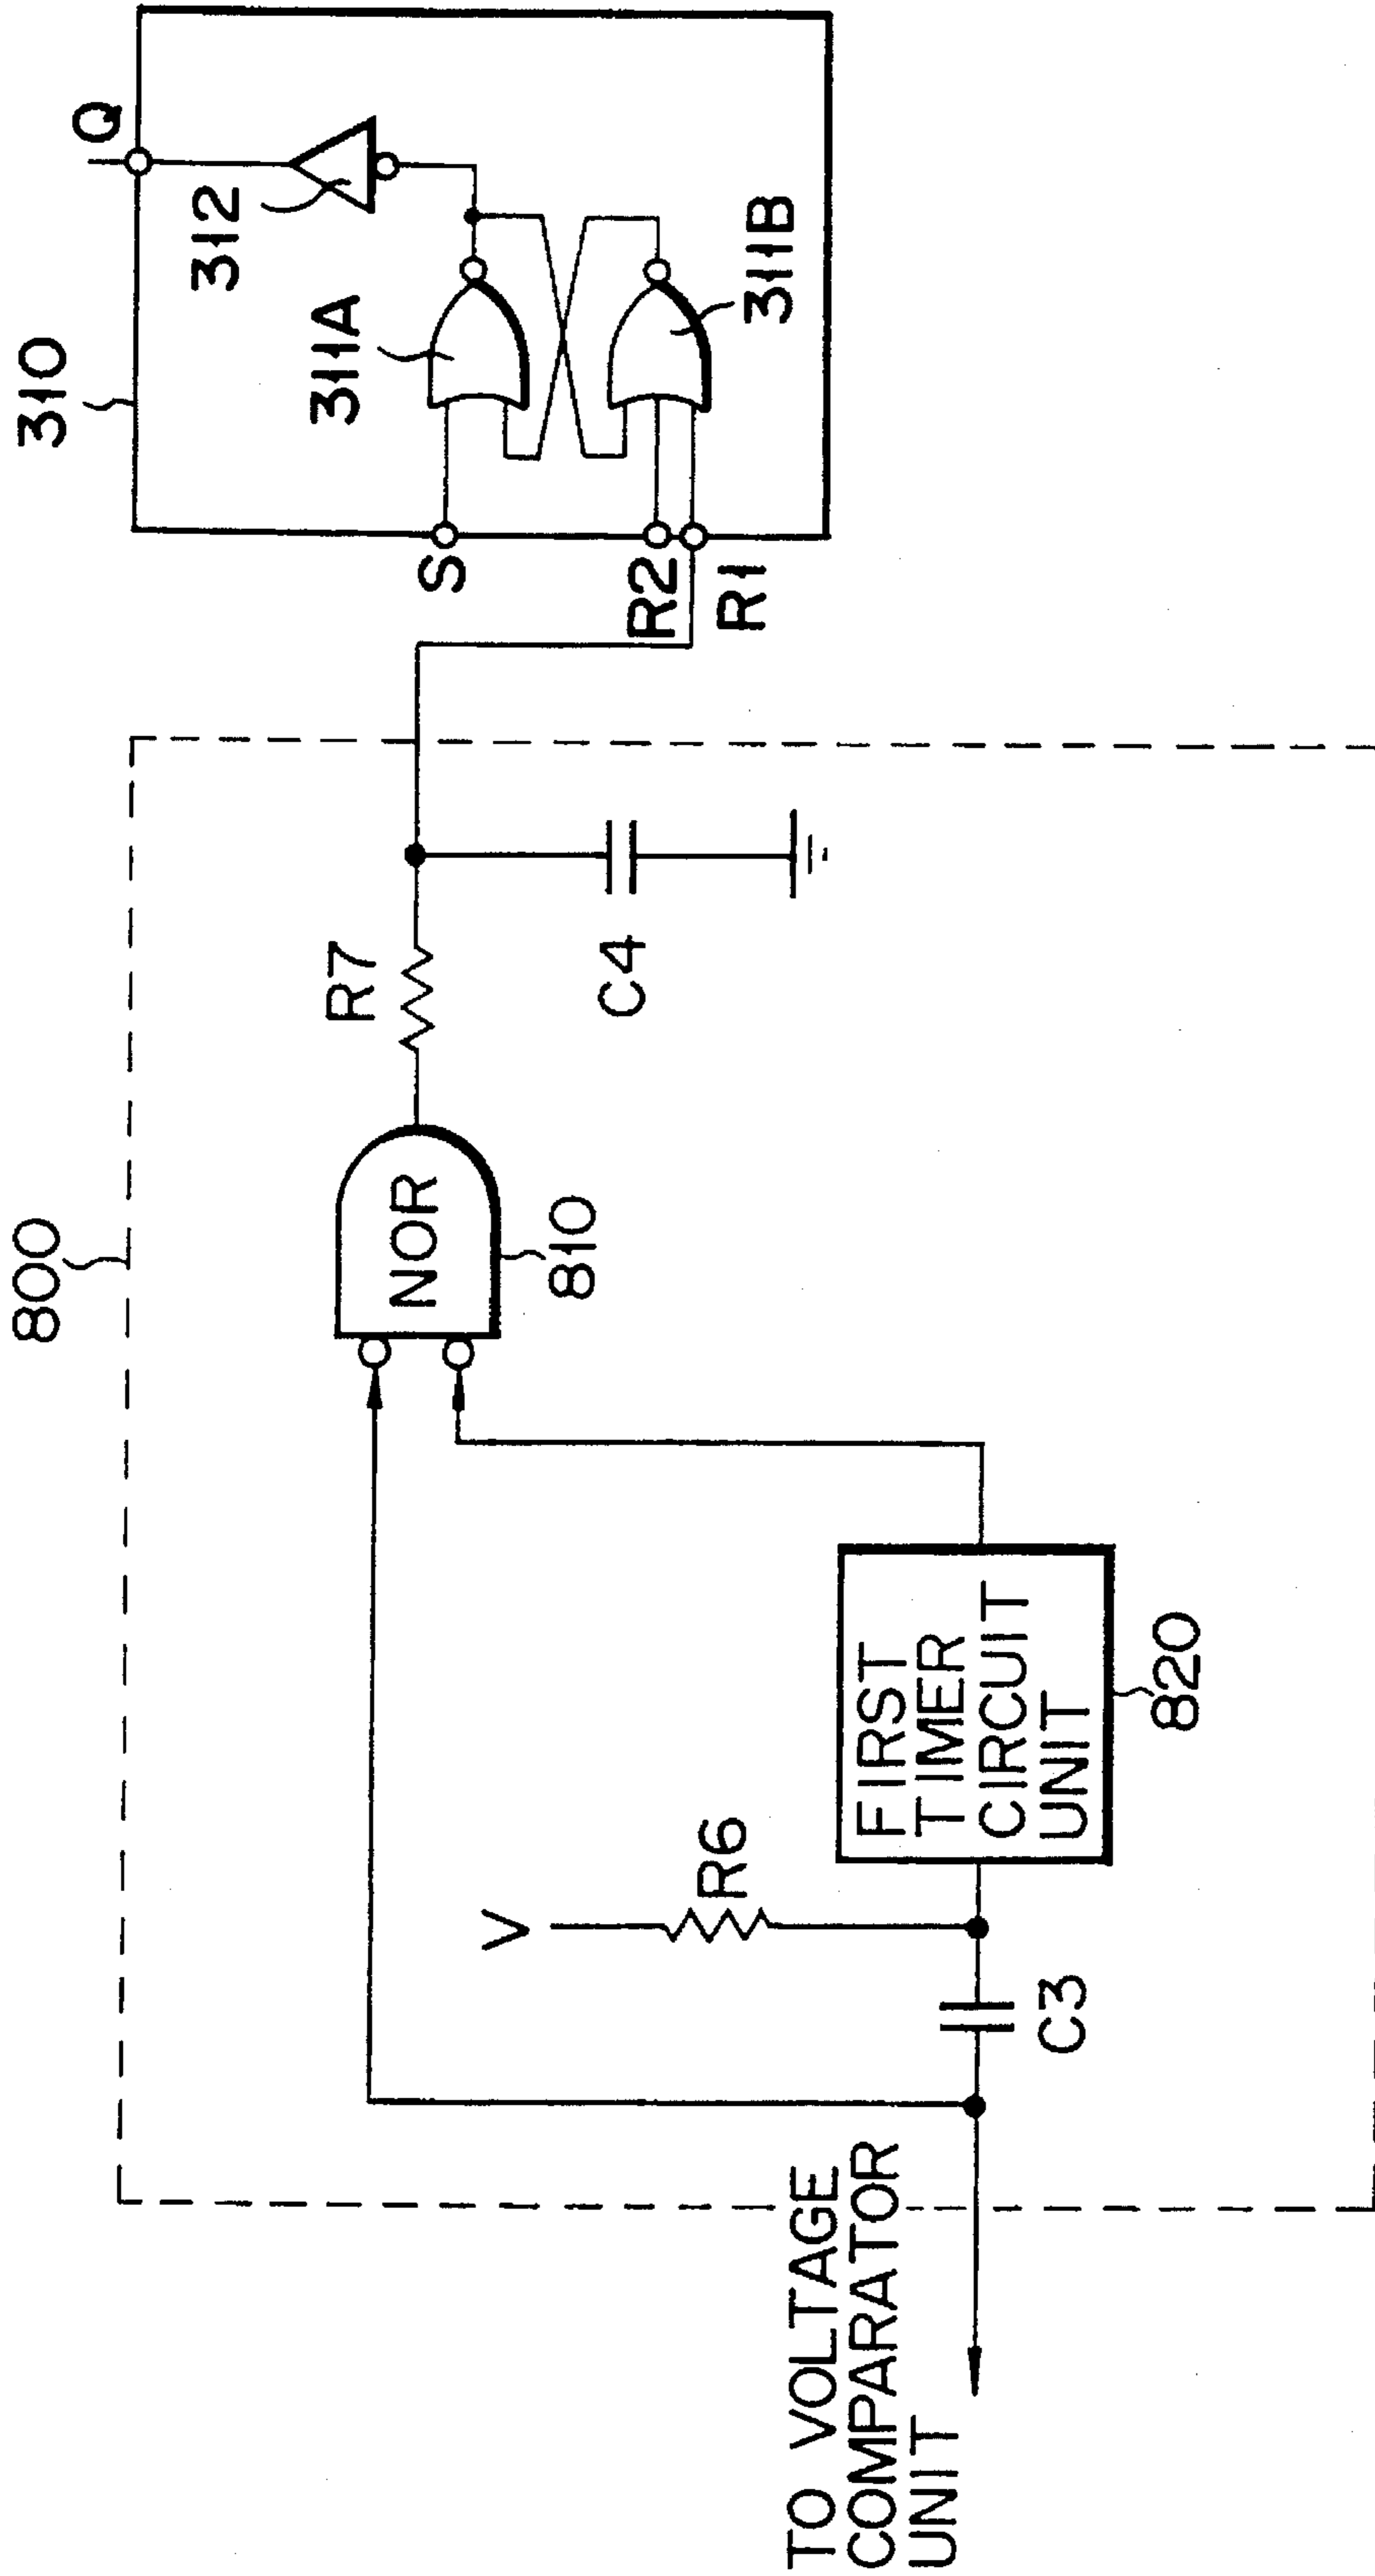 800
310
Q
312
311A
311B
S
R2
R1
R7
C4
NOR
810
V
R6
FIRST
TIMER
CIRCUIT
UNIT
820
C3
TO VOLTAGE
COMPARATOR
UNIT